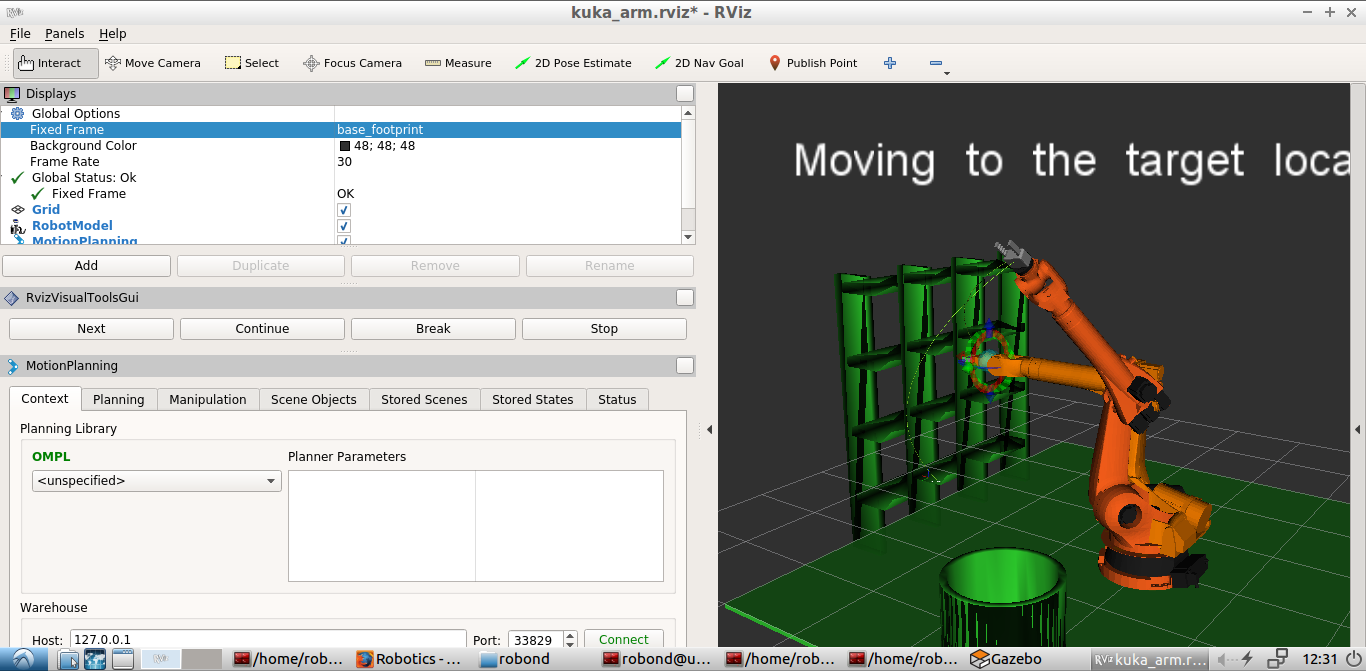 RViz kuka_arm.rviz* - RViz
File Panels Help
Interact Move Camera Select Focus Camera Measure 2D Pose Estimate 2D Nav Goal Publish Point
Displays
Global Options
Fixed Frame base_footprint
Background Color 48; 48; 48
Frame Rate 30
Global Status: Ok
Fixed Frame OK
Grid
RobotModel
MotionPlanning
Add Duplicate Remove Rename
RvizVisualToolsGui
Next Continue Break Stop
MotionPlanning
Context Planning Manipulation Scene Objects Stored Scenes Stored States Status
Planning Library
OMPL Planner Parameters
<unspecified>
Warehouse
Host: 127.0.0.1 Port: 33829 Connect
Moving to the target loca
/home/rob... Robotics - ... robond robond@u... /home/rob... /home/rob... Gazebo RViz kuka_arm.r... 12:31